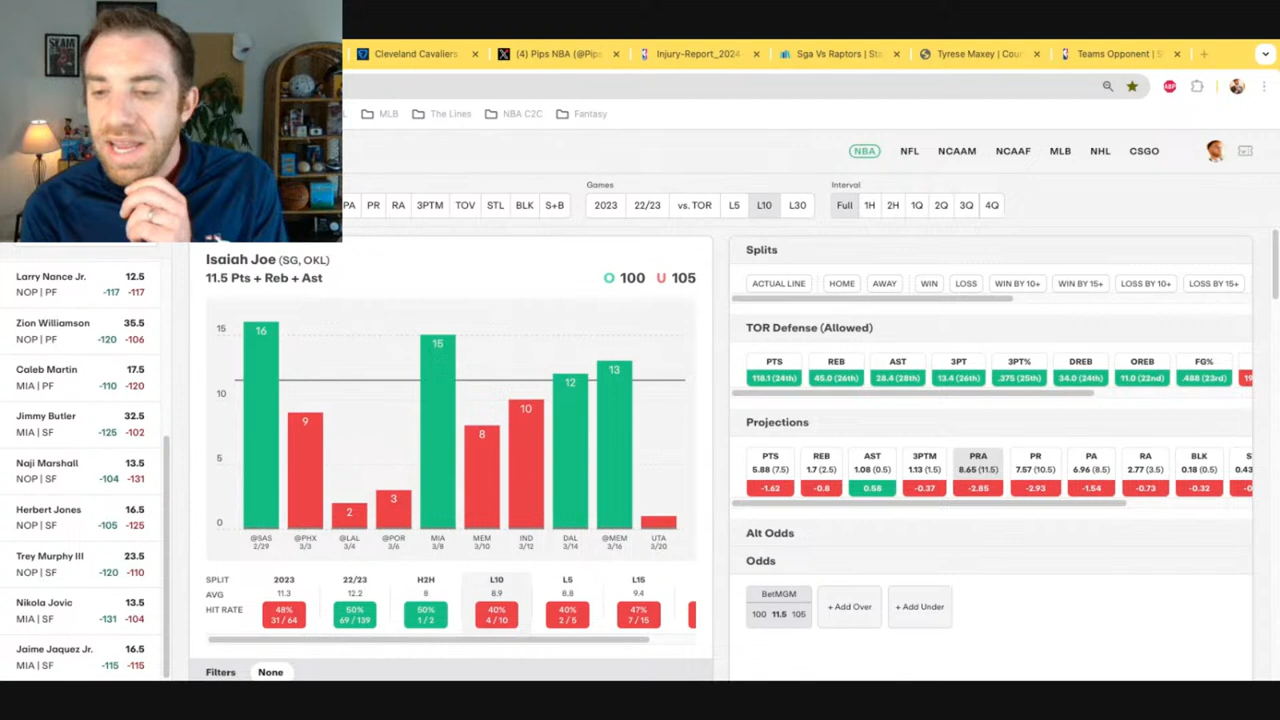 SKAIA
Cleveland Cavaliers × (4) Pips NBA (@Pips × Injury-Report_2024 × Sga Vs Raptors | Sta × Tyrese Maxey | Cour × Teams Opponent | S × +
ABP
MLB The Lines NBA C2C Fantasy
NBA NFL NCAAM NCAAF MLB NHL CSGO
Games Interval
PA PR RA 3PTM TOV STL BLK S+B 2023 22/23 vs. TOR L5 L10 L30 Full 1H 2H 1Q 2Q 3Q 4Q
Larry Nance Jr. 12.5
NOP | PF -117 -117
Zion Williamson 35.5
NOP | PF -120 -106
Caleb Martin 17.5
MIA | PF -110 -120
Jimmy Butler 32.5
MIA | SF -125 -102
Naji Marshall 13.5
NOP | SF -104 -131
Herbert Jones 16.5
NOP | SF -105 -125
Trey Murphy III 23.5
NOP | SF -120 -110
Nikola Jovic 13.5
MIA | SF -131 -104
Jaime Jaquez Jr. 16.5
MIA | SF -115 -115
Isaiah Joe (SG, OKL)
11.5 Pts + Reb + Ast O 100 U 105
15
10
5
0
16 9 2 3 15 8 10 12 13
@SAS @PHX @LAL @POR MIA MEM IND DAL @MEM UTA
2/29 3/3 3/4 3/6 3/8 3/10 3/12 3/14 3/16 3/20
SPLIT 2023 22/23 H2H L10 L5 L15
AVG 11.3 12.2 8 8.9 8.8 9.4
HIT RATE 48% 50% 50% 40% 40% 47%
31 / 64 69 / 139 1 / 2 4 / 10 2 / 5 7 / 15
Filters None
Splits
ACTUAL LINE HOME AWAY WIN LOSS WIN BY 10+ WIN BY 15+ LOSS BY 10+ LOSS BY 15+
TOR Defense (Allowed)
PTS REB AST 3PT 3PT% DREB OREB FG%
118.1 (24th) 45.0 (26th) 28.4 (28th) 13.4 (26th) .375 (25th) 34.0 (24th) 11.0 (22nd) .488 (23rd) 19
Projections
PTS REB AST 3PTM PRA PR PA RA BLK S
5.88 (7.5) 1.7 (2.5) 1.08 (0.5) 1.13 (1.5) 8.65 (11.5) 7.57 (10.5) 6.96 (8.5) 2.77 (3.5) 0.18 (0.5) 0.43
-1.62 -0.8 0.58 -0.37 -2.85 -2.93 -1.54 -0.73 -0.32 -0
Alt Odds
Odds
BetMGM
100 11.5 105 + Add Over + Add Under